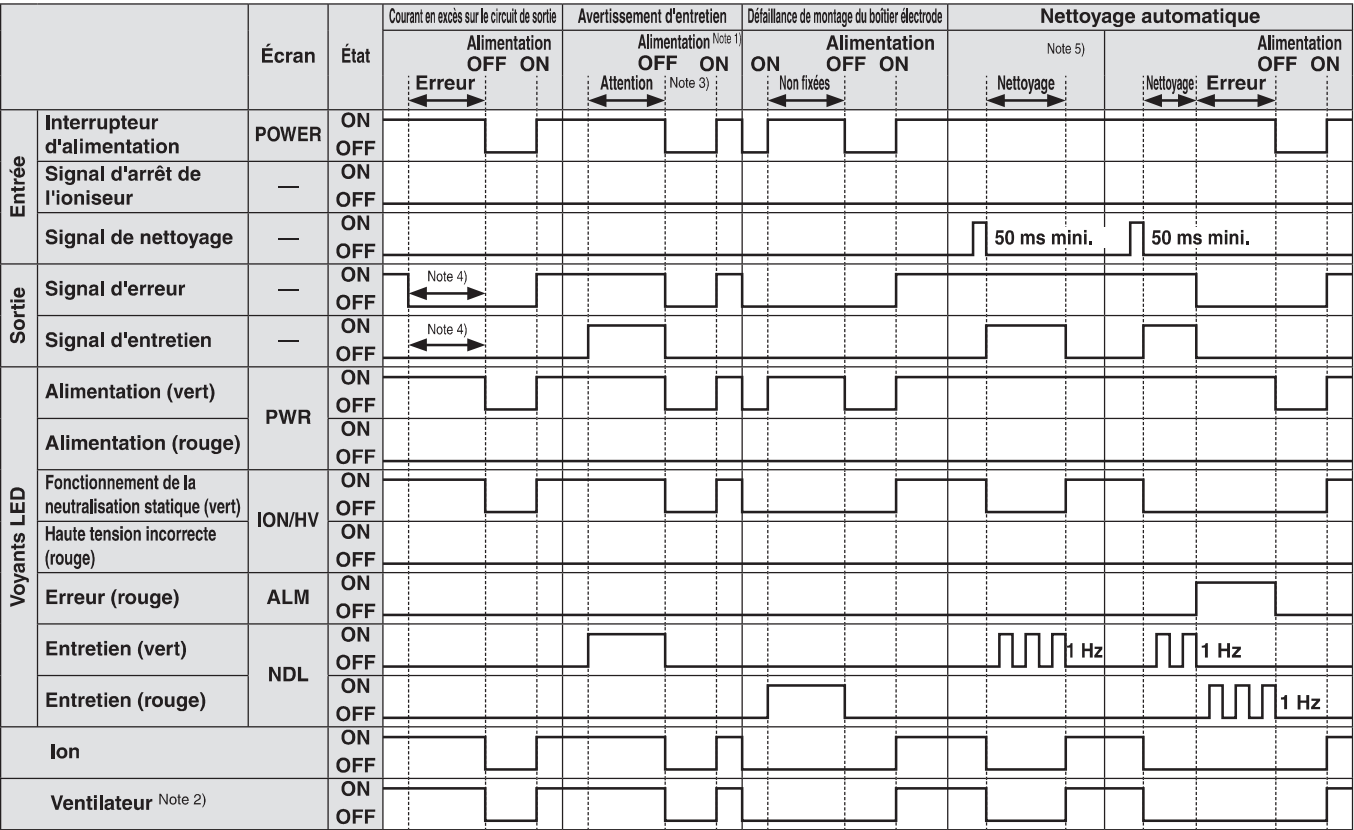 Courant en excès sur le circuit de sortie Avertissement d'entretien Défaillance de montage du boîtier électrode Nettoyage automatique
Écran État
Alimentation Alimentation Note 1) Alimentation Note 5) Alimentation
OFF ON OFF ON ON OFF ON OFF ON
Erreur Attention Note 3) Non fixées Nettoyage Nettoyage Erreur
Entrée
Interrupteur d'alimentation POWER ON
OFF
Signal d'arrêt de l'ioniseur — ON
OFF
Signal de nettoyage — ON
OFF
50 ms mini. 50 ms mini.
Sortie
Signal d'erreur — ON
OFF
Note 4)
Signal d'entretien — ON
OFF
Note 4)
Voyants LED
Alimentation (vert) PWR ON
OFF
Alimentation (rouge) ON
OFF
Fonctionnement de la
neutralisation statique (vert) ION/HV ON
OFF
Haute tension incorrecte
(rouge) ON
OFF
Erreur (rouge) ALM ON
OFF
Entretien (vert) NDL ON
OFF
1 Hz 1 Hz
Entretien (rouge) ON
OFF
1 Hz
Ion ON
OFF
Ventilateur Note 2) ON
OFF